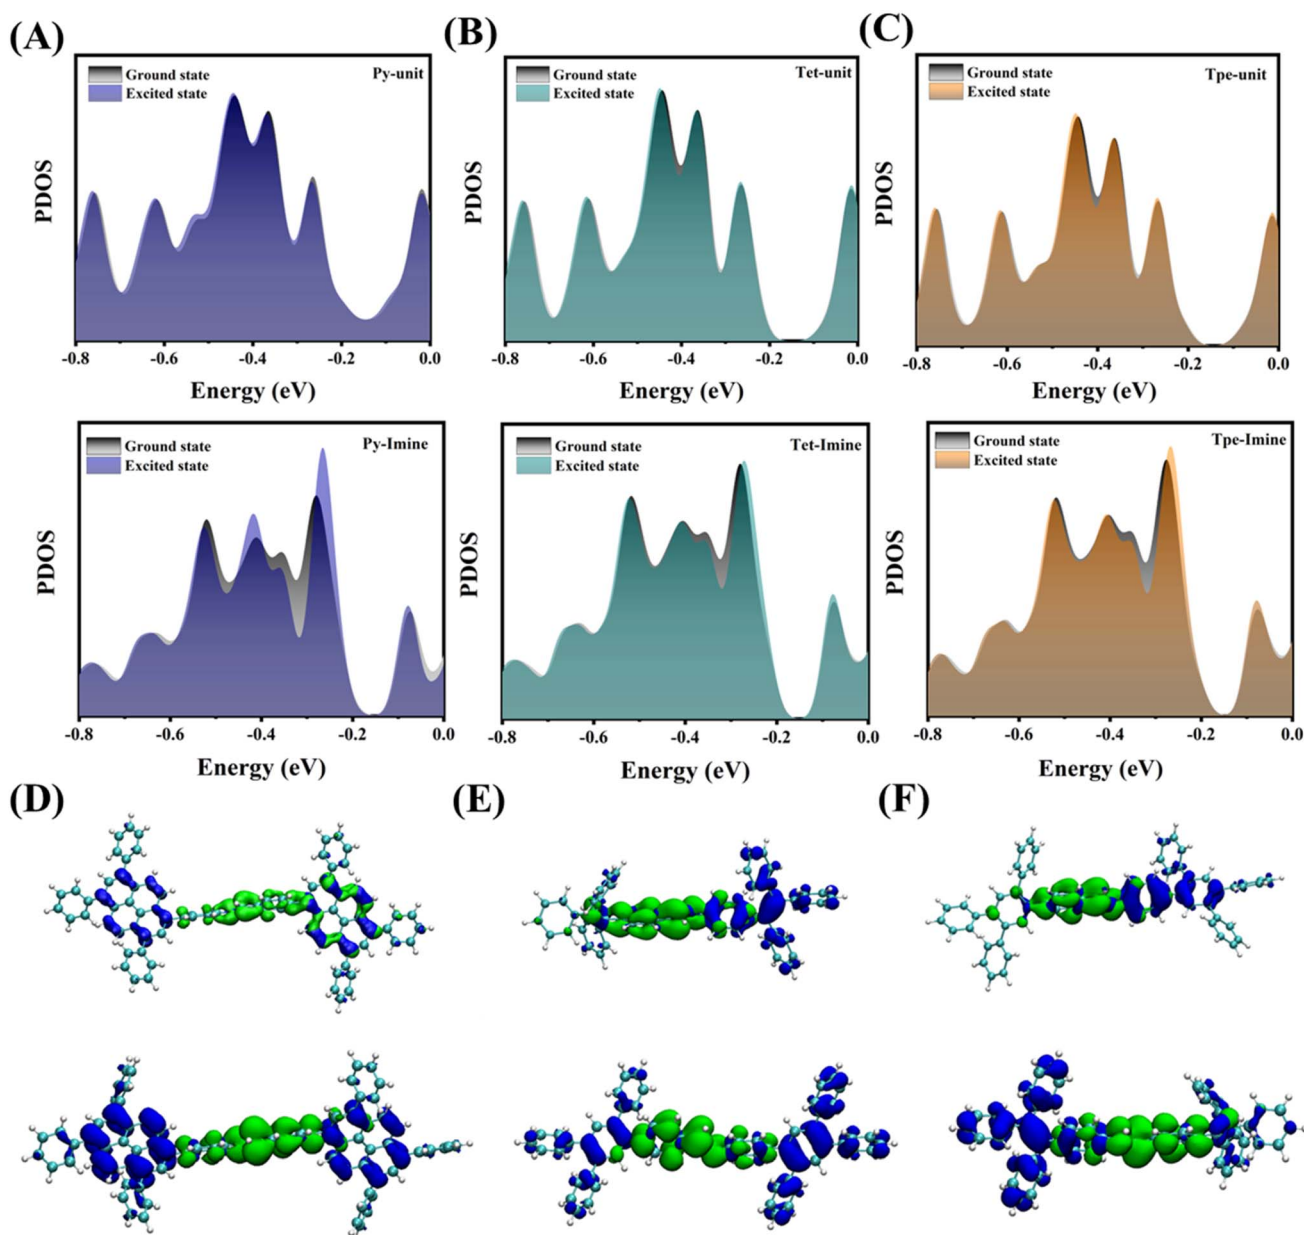 (A)
Ground state
Excited state
Py-unit
PDOS
-0.8 -0.6 -0.4 -0.2 0.0
Energy (eV)
(B)
Ground state
Excited state
Tet-unit
PDOS
-0.8 -0.6 -0.4 -0.2 0.0
Energy (eV)
(C)
Ground state
Excited state
Tpe-unit
PDOS
-0.8 -0.6 -0.4 -0.2 0.0
Energy (eV)
Ground state
Excited state
Py-Imine
PDOS
-0.8 -0.6 -0.4 -0.2 0.0
Energy (eV)
Ground state
Excited state
Tet-Imine
PDOS
-0.8 -0.6 -0.4 -0.2 0.0
Energy (eV)
Ground state
Excited state
Tpe-Imine
PDOS
-0.8 -0.6 -0.4 -0.2 0.0
Energy (eV)
(D)
(E)
(F)